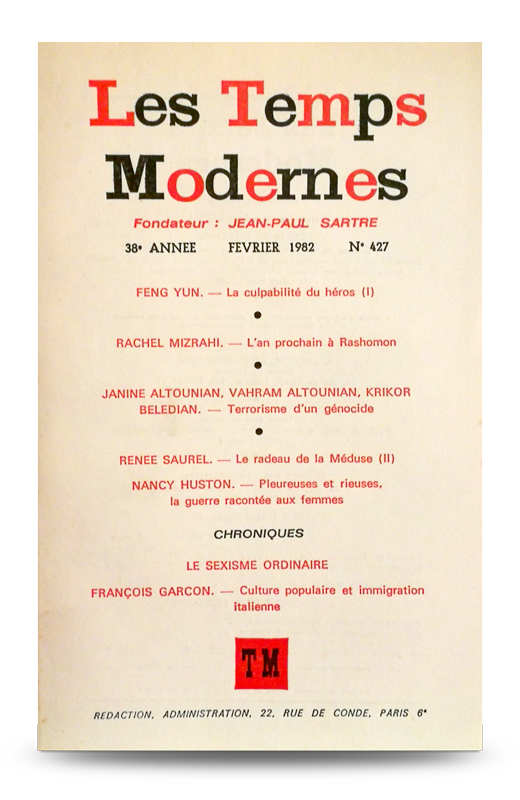 Les Temps
Modernes
Fondateur : JEAN-PAUL SARTRE
38e ANNEE FEVRIER 1982 N° 427
FENG YUN. — La culpabilité du héros (I)
RACHEL MIZRAHI. — L'an prochain à Rashomon
JANINE ALTOUNIAN, VAHRAM ALTOUNIAN, KRIKOR
BELEDIAN. — Terrorisme d'un génocide
RENEE SAUREL. — Le radeau de la Méduse (II)
NANCY HUSTON. — Pleureuses et rieuses,
la guerre racontée aux femmes
CHRONIQUES
LE SEXISME ORDINAIRE
FRANÇOIS GARCON. — Culture populaire et immigration
italienne
TM
REDACTION, ADMINISTRATION, 22, RUE DE CONDE, PARIS 6e